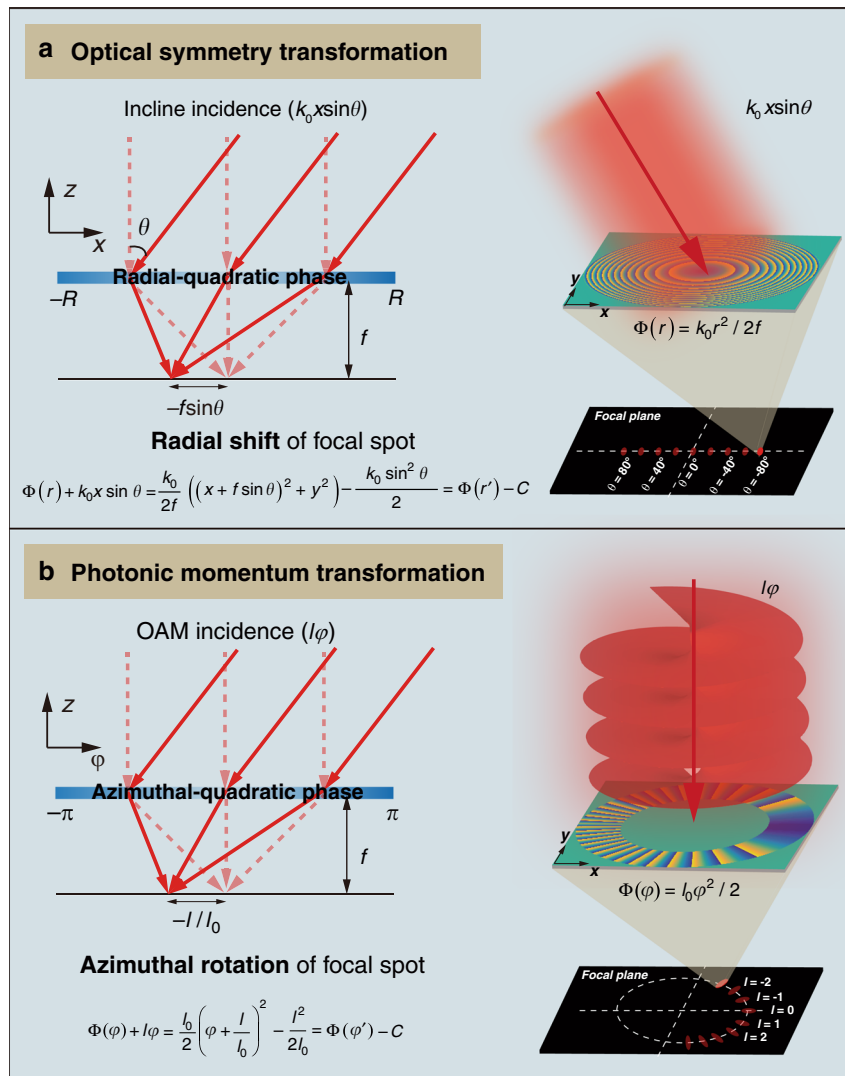 a Optical symmetry transformation
Incline incidence (k₀xsinθ)
z
x
θ
Radial-quadratic phase
–R
R
f
–fsinθ
Radial shift of focal spot
Φ(r) + k₀x sin θ = k₀/2f ((x + f sinθ)² + y²) – k₀ sin² θ/2 = Φ(r′) – C
k₀xsinθ
y
x
Φ(r) = k₀r² / 2f
Focal plane
θ = 80°
θ = 40°
θ = 0°
θ = -40°
θ = -80°
b Photonic momentum transformation
OAM incidence (lφ)
z
φ
Azimuthal-quadratic phase
–π
π
f
–l / l₀
Azimuthal rotation of focal spot
Φ(φ) + lφ = l₀/2 (φ + l/l₀)² – l²/2l₀ = Φ(φ′) – C
lφ
y
x
Φ(φ) = l₀φ² / 2
Focal plane
l = -2
l = -1
l = 0
l = 1
l = 2